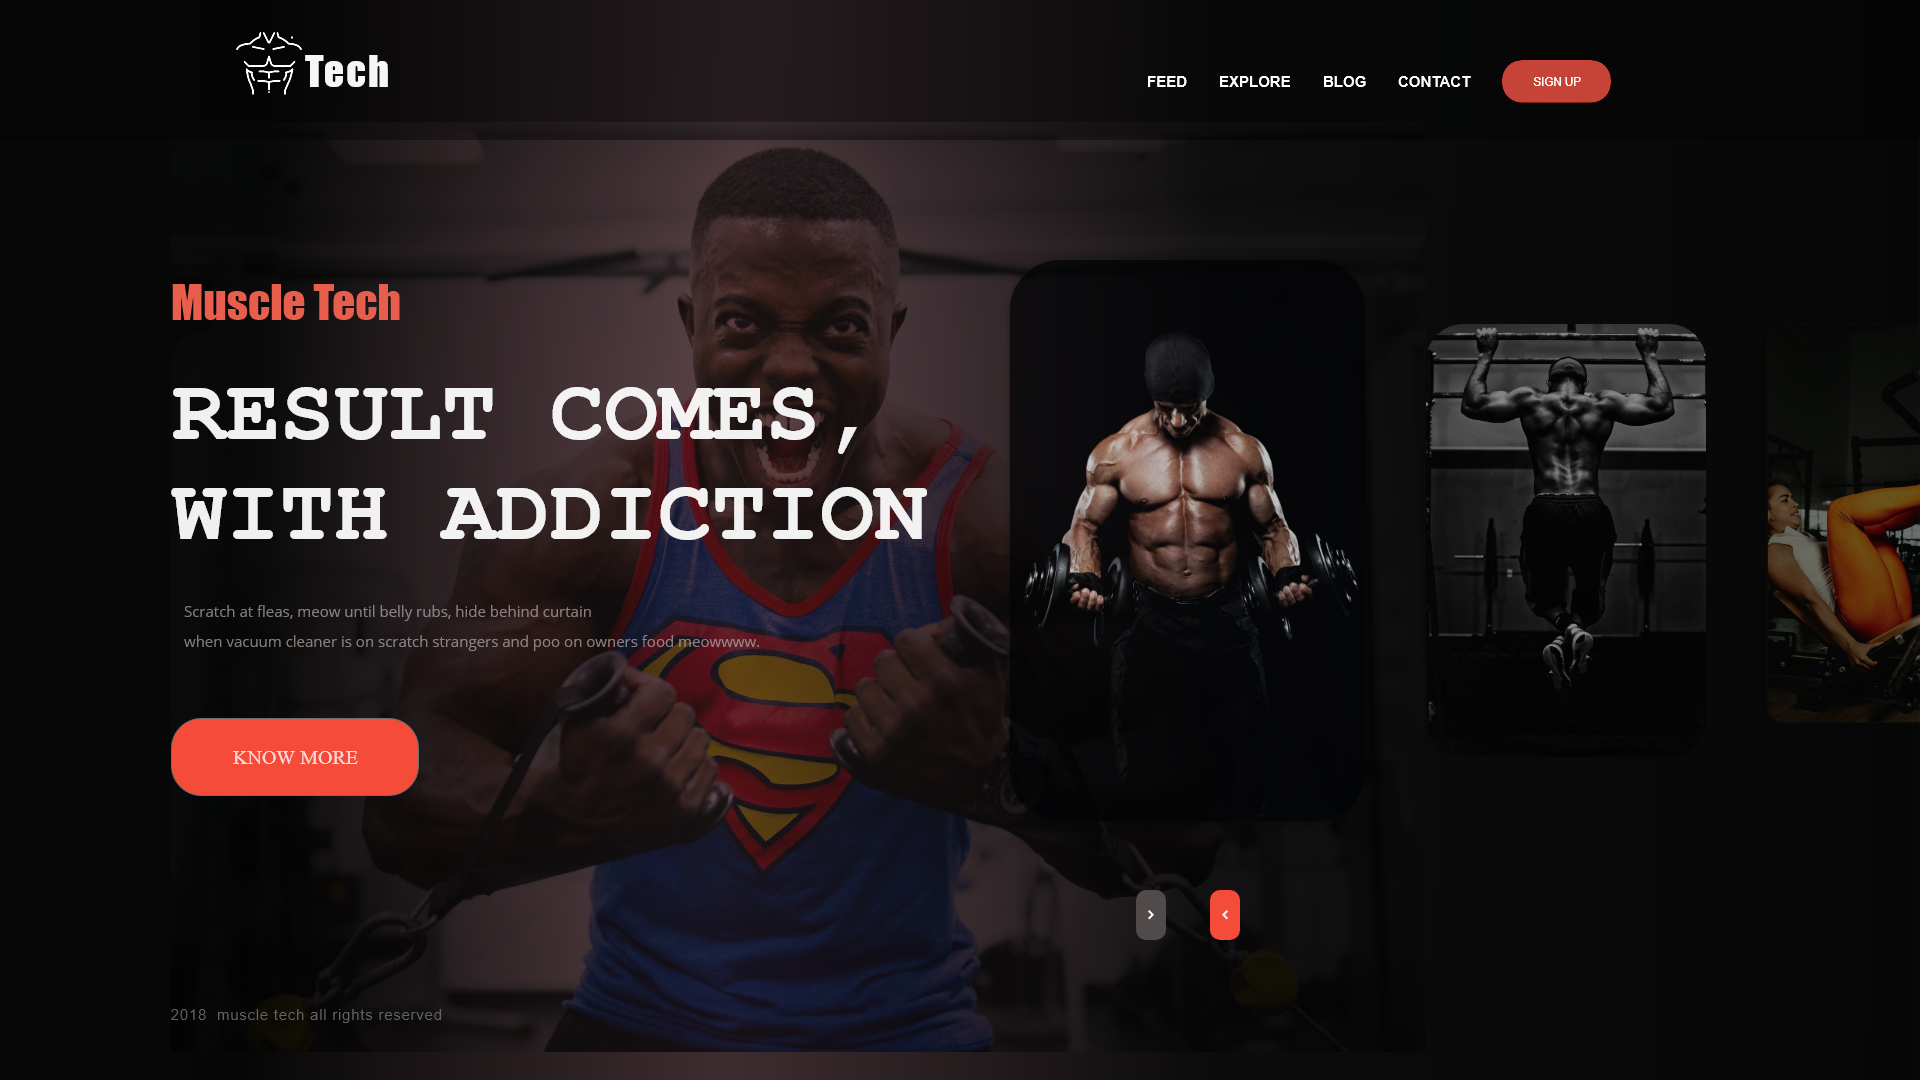 Tech
FEED EXPLORE BLOG CONTACT SIGN UP
Muscle Tech
RESULT COMES,
WITH ADDICTION
Scratch at fleas, meow until belly rubs, hide behind curtain
when vacuum cleaner is on scratch strangers and poo on owners food meowwww.
KNOW MORE
2018 muscle tech all rights reserved